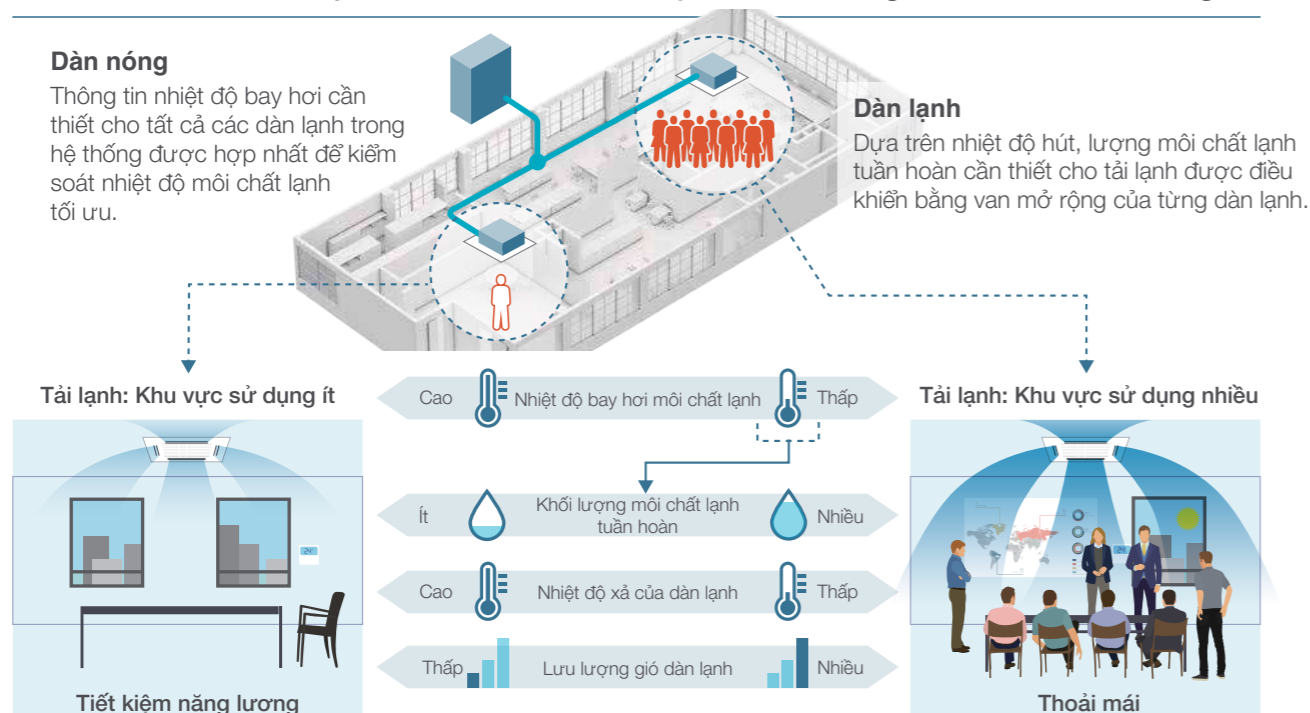 Dàn nóng
Thông tin nhiệt độ bay hơi cần
thiết cho tất cả các dàn lạnh trong
hệ thống được hợp nhất để kiểm
soát nhiệt độ môi chất lạnh
tối ưu.
Dàn lạnh
Dựa trên nhiệt độ hút, lượng môi chất lạnh
tuần hoàn cần thiết cho tải lạnh được điều
khiển bằng van mở rộng của từng dàn lạnh.
Tải lạnh: Khu vực sử dụng ít
Cao Nhiệt độ bay hơi môi chất lạnh Thấp
Tải lạnh: Khu vực sử dụng nhiều
Ít Khối lượng môi chất lạnh Nhiều
tuần hoàn
Cao Nhiệt độ xả của dàn lạnh Thấp
Thấp Lưu lượng gió dàn lạnh Nhiều
Tiết kiệm năng lượng
Thoải mái